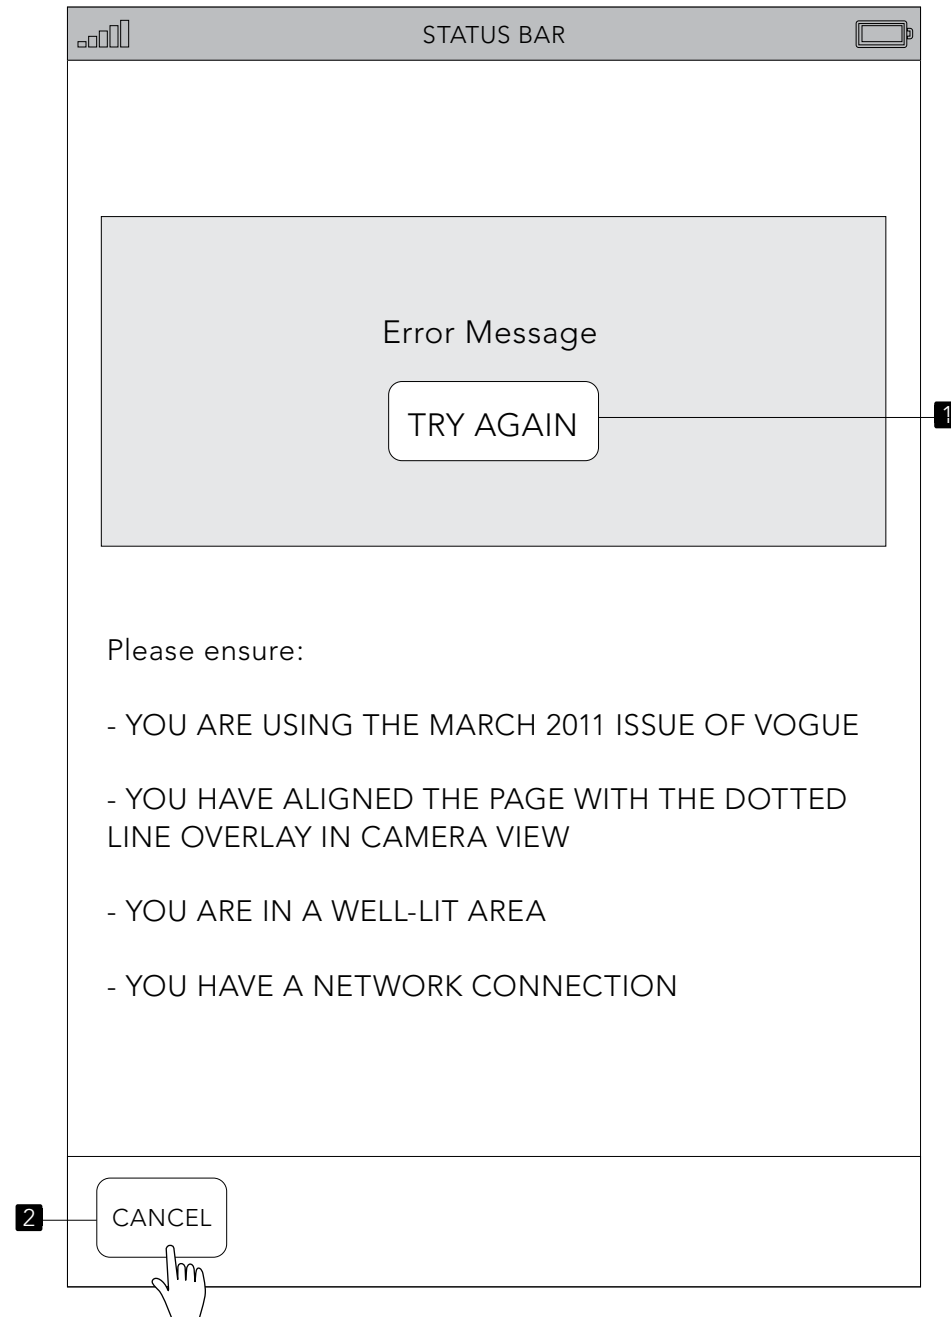 STATUS BAR
Error Message
TRY AGAIN
1
Please ensure:
- YOU ARE USING THE MARCH 2011 ISSUE OF VOGUE
- YOU HAVE ALIGNED THE PAGE WITH THE DOTTED
LINE OVERLAY IN CAMERA VIEW
- YOU ARE IN A WELL-LIT AREA
- YOU HAVE A NETWORK CONNECTION
2
CANCEL